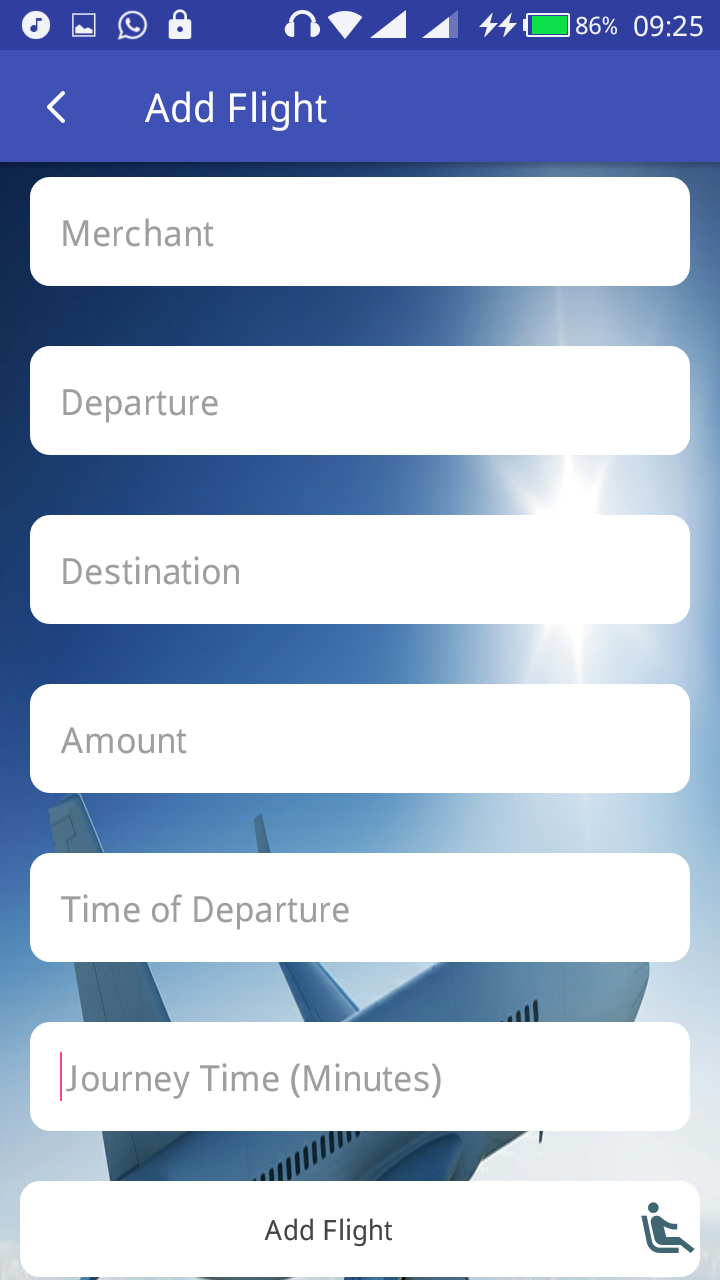 86% 09:25
Add Flight
Merchant
Departure
Destination
Amount
Time of Departure
Journey Time (Minutes)
Add Flight